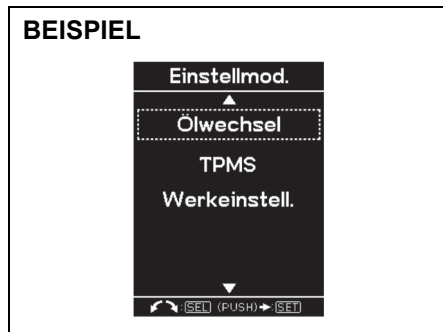 BEISPIEL
Einstellmod.
Ölwechsel
TPMS
Werkeinstell.
:SEL (PUSH)➔:SET